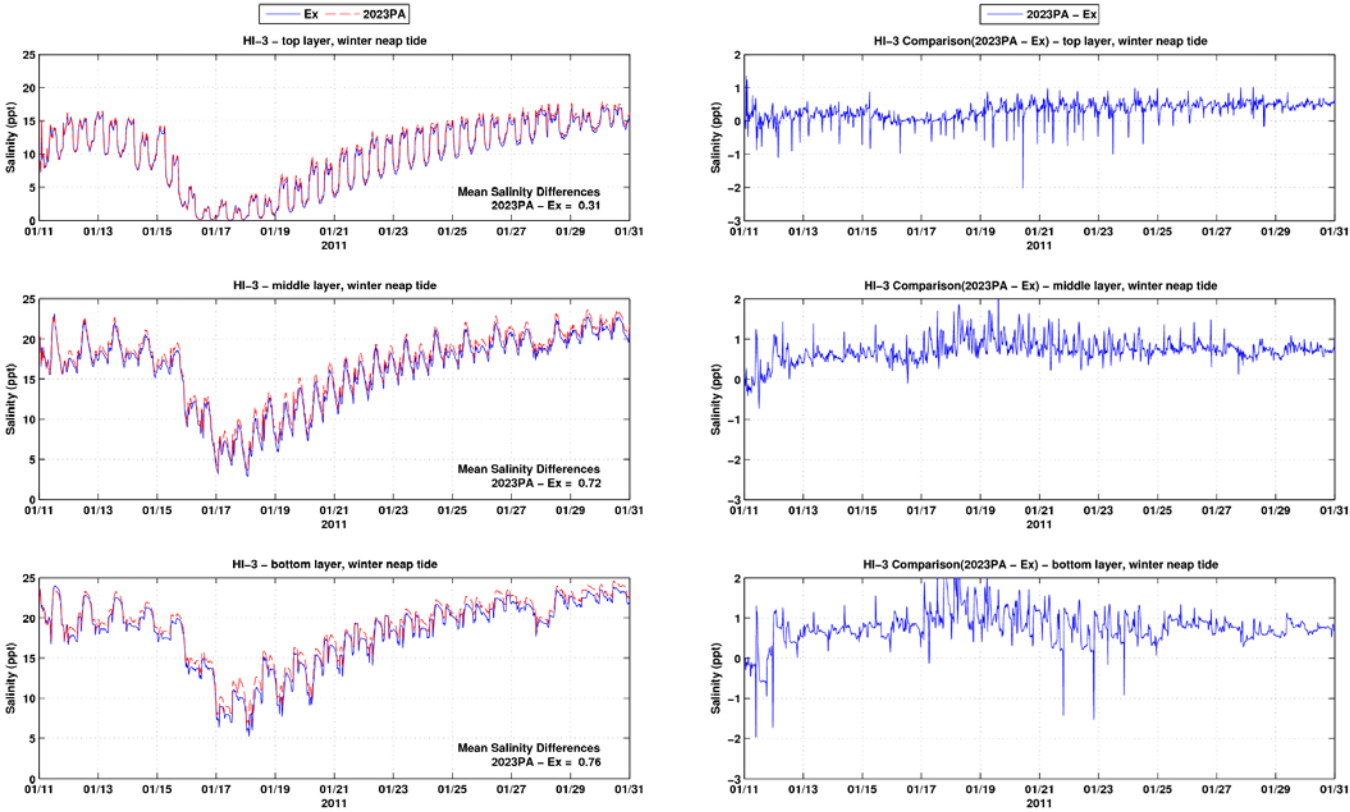 Ex 2023PA
2023PA − Ex
HI−3 − top layer, winter neap tide
25
20
15
10
5
0
Salinity (ppt)
Mean Salinity Differences
2023PA − Ex = 0.31
01/11 01/13 01/15 01/17 01/19 01/21 01/23 01/25 01/27 01/29 01/31
2011
HI−3 Comparison(2023PA − Ex) − top layer, winter neap tide
2
1
0
−1
−2
−3
Salinity (ppt)
01/11 01/13 01/15 01/17 01/19 01/21 01/23 01/25 01/27 01/29 01/31
2011
HI−3 − middle layer, winter neap tide
25
20
15
10
5
0
Salinity (ppt)
Mean Salinity Differences
2023PA − Ex = 0.72
01/11 01/13 01/15 01/17 01/19 01/21 01/23 01/25 01/27 01/29 01/31
2011
HI−3 Comparison(2023PA − Ex) − middle layer, winter neap tide
2
1
0
−1
−2
−3
Salinity (ppt)
01/11 01/13 01/15 01/17 01/19 01/21 01/23 01/25 01/27 01/29 01/31
2011
HI−3 − bottom layer, winter neap tide
25
20
15
10
5
0
Salinity (ppt)
Mean Salinity Differences
2023PA − Ex = 0.76
01/11 01/13 01/15 01/17 01/19 01/21 01/23 01/25 01/27 01/29 01/31
2011
HI−3 Comparison(2023PA − Ex) − bottom layer, winter neap tide
2
1
0
−1
−2
−3
Salinity (ppt)
01/11 01/13 01/15 01/17 01/19 01/21 01/23 01/25 01/27 01/29 01/31
2011